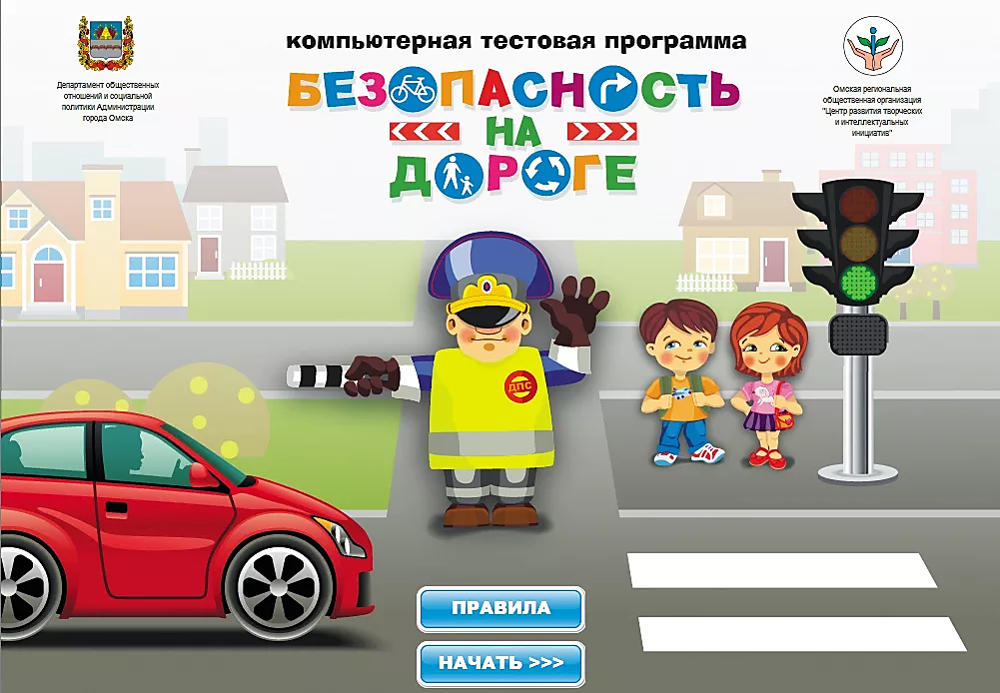 компьютерная тестовая программа
БЕЗОПАСНОСТЬ
НА
ДОРОГЕ
Департамент общественных
отношений и социальной
политики Администрации
города Омска
Омская региональная
общественная организация
"Центр развития творческих
и интеллектуальных
инициатив"
ДПС
ПРАВИЛА
НАЧАТЬ >>>